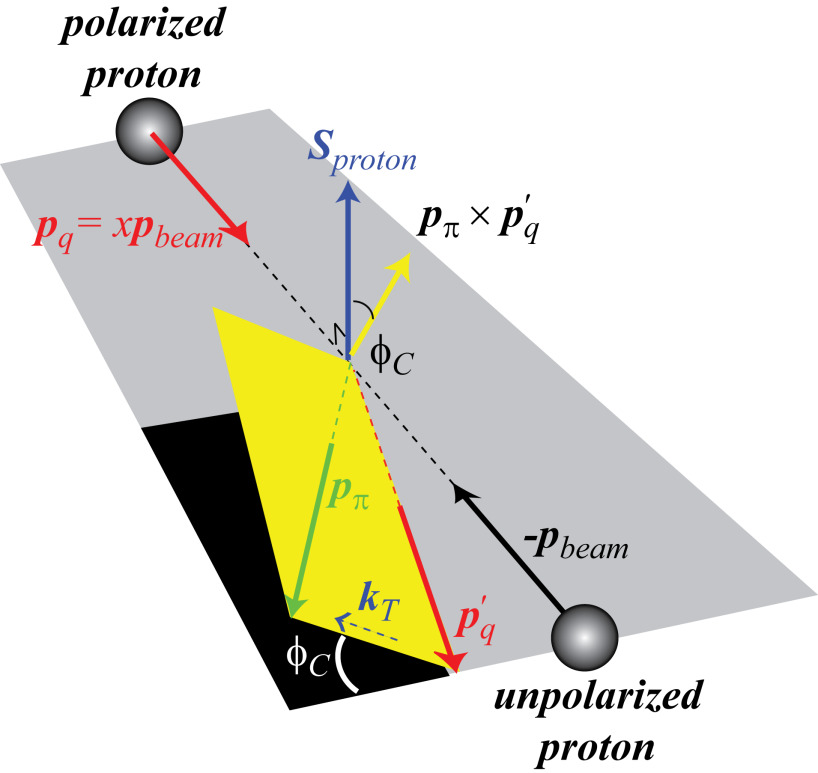 polarized
proton
S_proton
p_π × p'_q
p_q = xp_beam
ϕ_C
p_π
-p_beam
k_T
p'_q
ϕ_C
unpolarized
proton